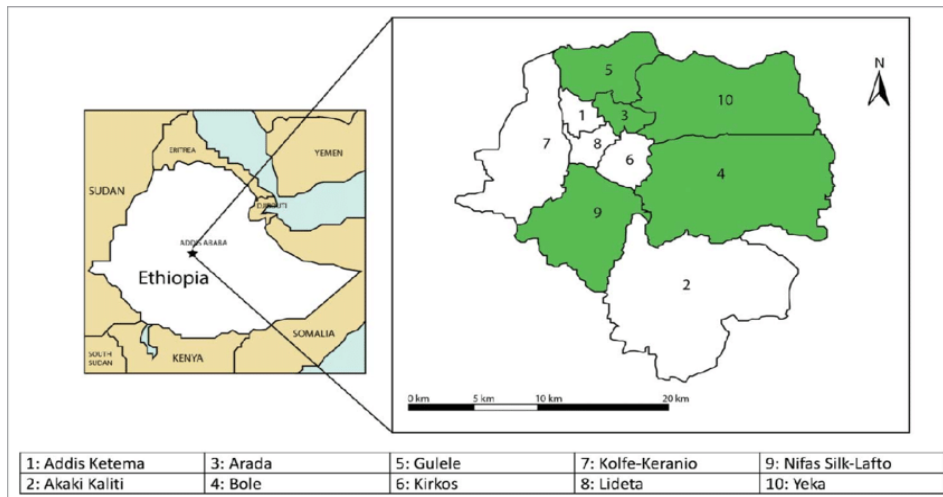 SUDAN
ERITREA
YEMEN
DJIBOUTI
ADDIS ABABA
Ethiopia
SOUTH
SUDAN
KENYA
SOMALIA
N
5
10
1
3
7
8
6
4
9
2
0 5 km 10 km 20 km
1: Addis Ketema 3: Arada 5: Gulele 7: Kolfe-Keranio 9: Nifas Silk-Lafto
2: Akaki Kaliti 4: Bole 6: Kirkos 8: Lideta 10: Yeka